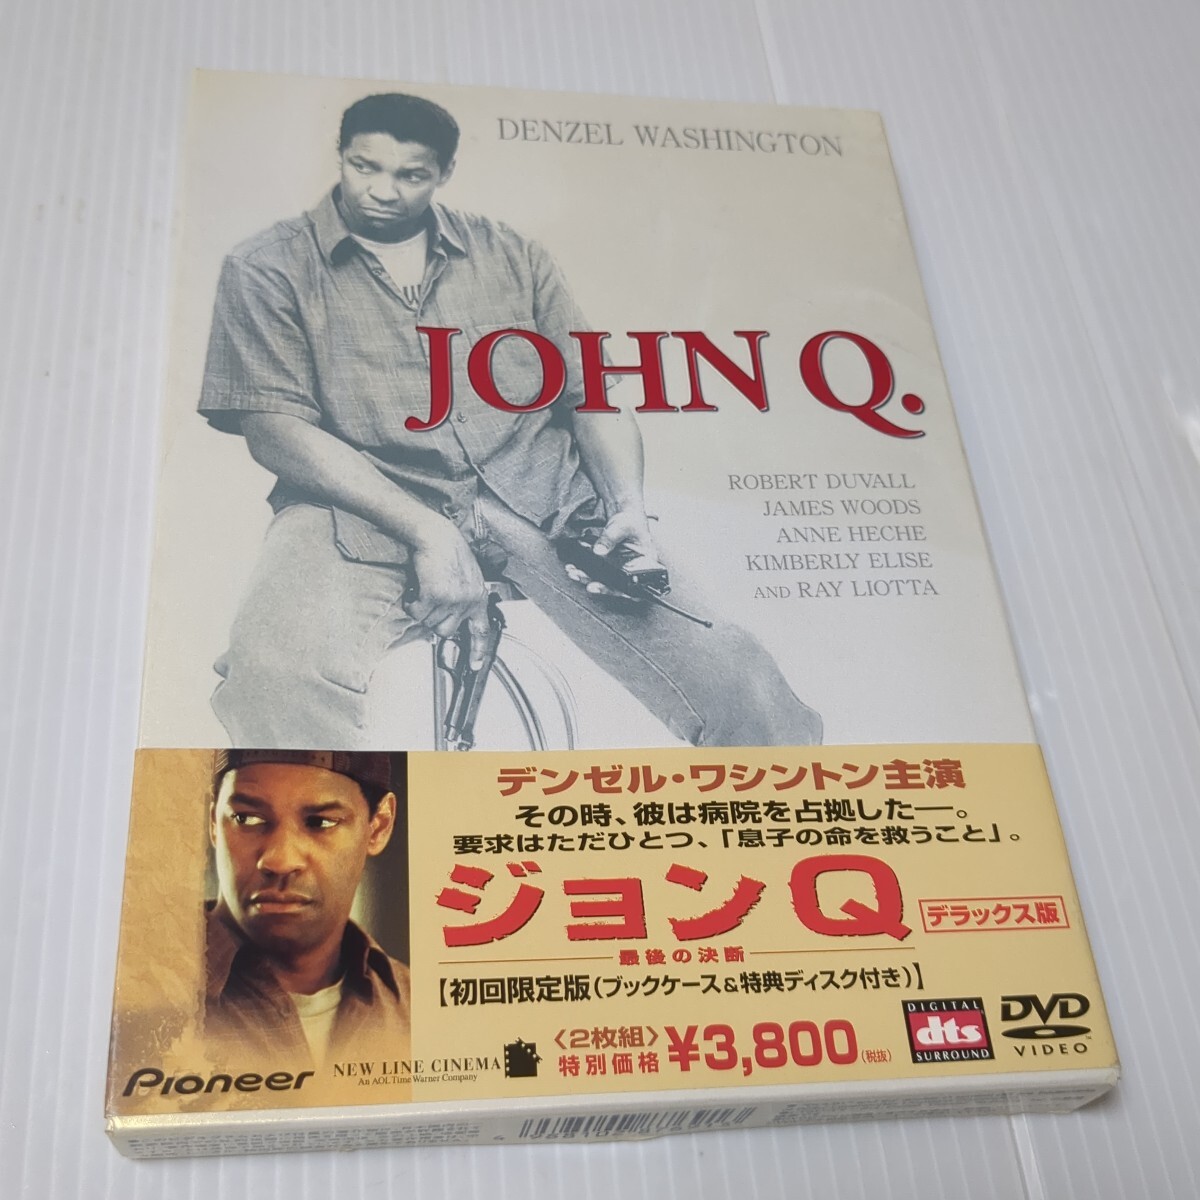 DENZEL WASHINGTON
JOHN Q.
ROBERT DUVALL
JAMES WOODS
ANNE HECHE
KIMBERLY ELISE
AND RAY LIOTTA
デンゼル・ワシントン主演
その時、彼は病院を占拠した―。
要求はただひとつ、「息子の命を救うこと」。
ジョンQ
最後の決断
デラックス版
【初回限定版(ブックケース&特典ディスク付き)】
〈2枚組〉
特別価格 ¥3,800(税抜)
DIGITAL
dts
SURROUND
DVD
VIDEO
Pioneer
NEW LINE CINEMA
An AOL Time Warner Company